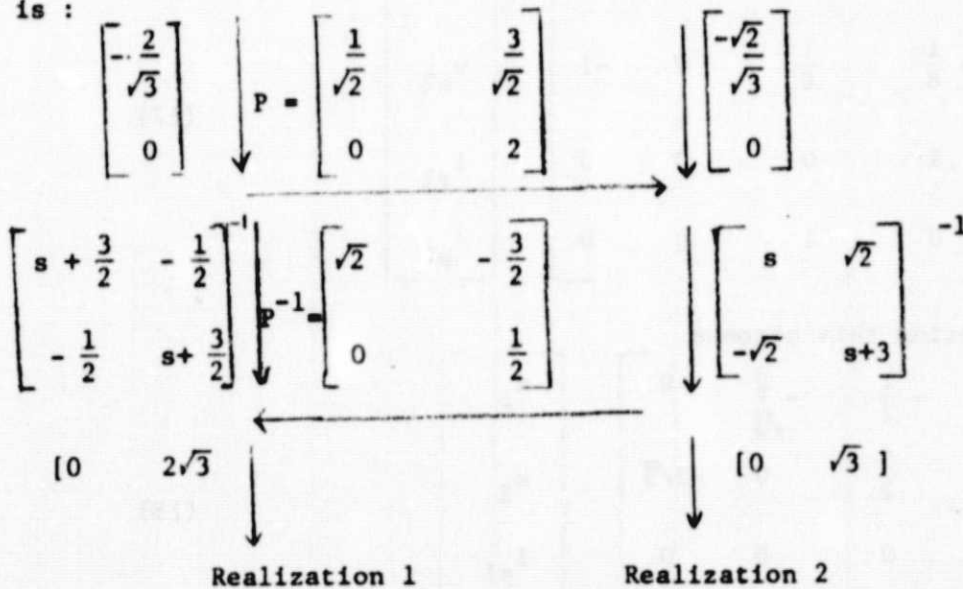 is :
[ - 2/√3 0 ] P = [ 1/√2 3/√2 0 2 ] [ -√2/√3 0 ]
[ s + 3/2 - 1/2 - 1/2 s+ 3/2 ]^-1 P^-1 = [ √2 - 3/2 0 1/2 ] [ s √2 -√2 s+3 ]^-1
[0 2√3 [0 √3 ]
Realization 1 Realization 2